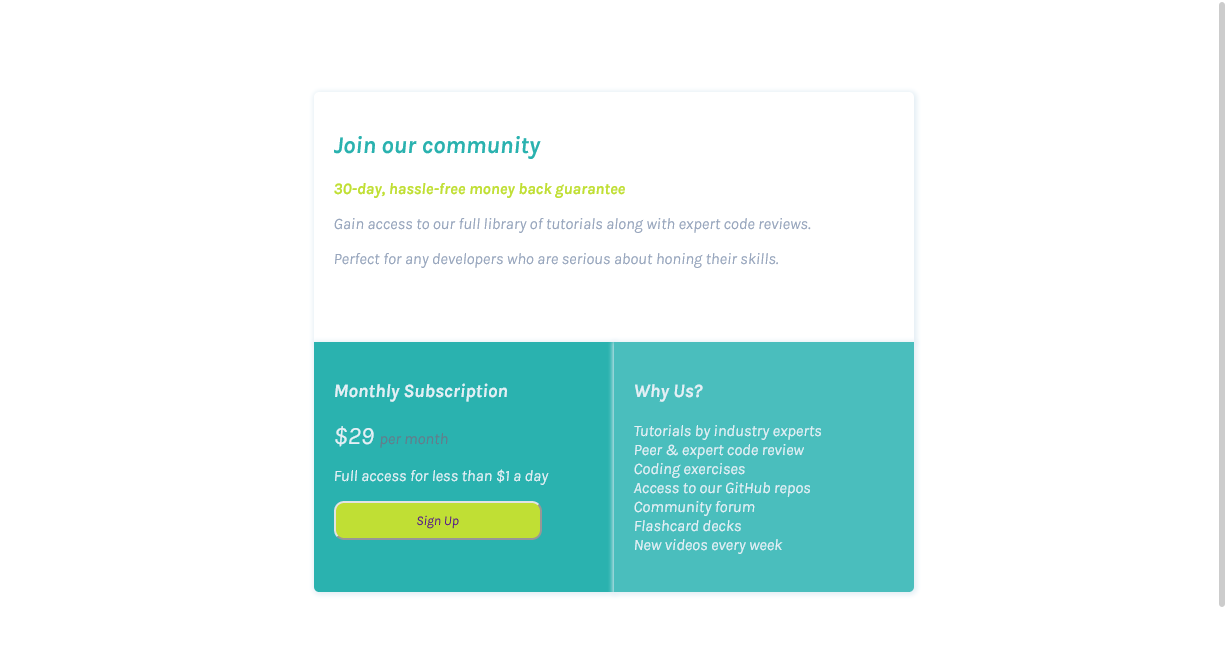 Join our community
30-day, hassle-free money back guarantee
Gain access to our full library of tutorials along with expert code reviews.
Perfect for any developers who are serious about honing their skills.
Monthly Subscription
$29 per month
Full access for less than $1 a day
Sign Up
Why Us?
Tutorials by industry experts
Peer & expert code review
Coding exercises
Access to our GitHub repos
Community forum
Flashcard decks
New videos every week